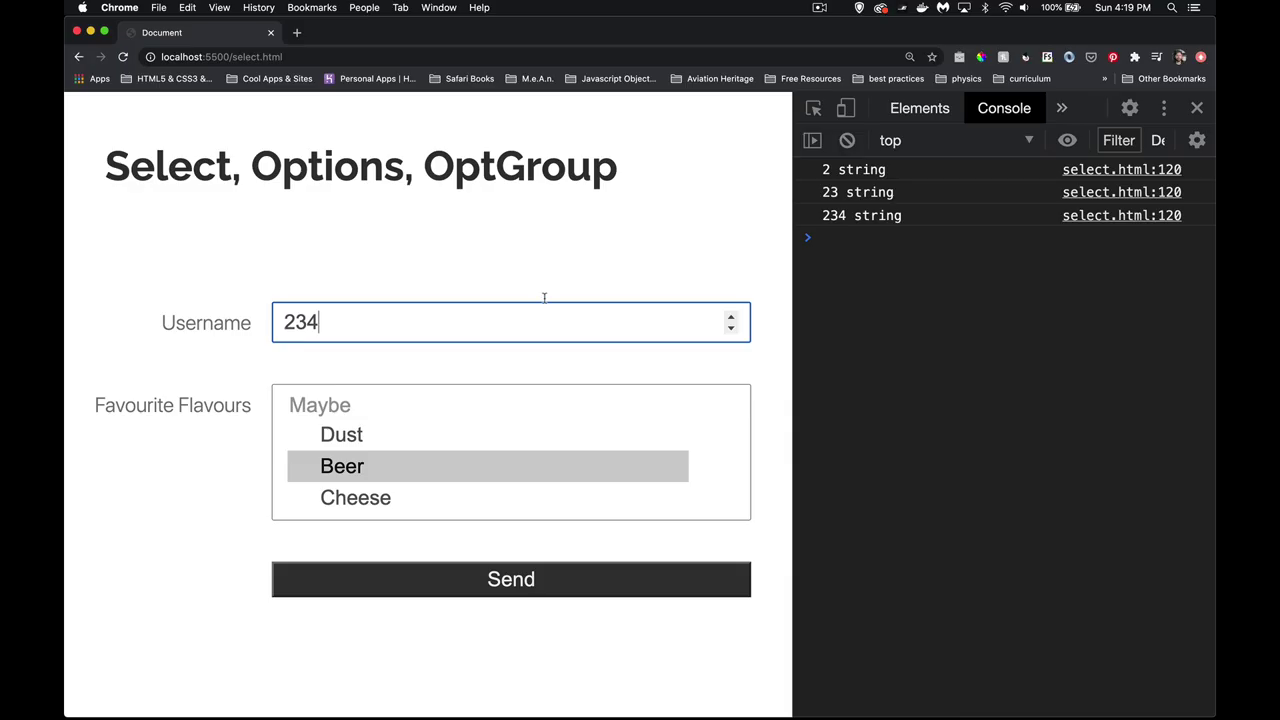 Chrome File Edit View History Bookmarks People Tab Window Help 100% Sun 4:19 PM
Document
localhost:5500/select.html
Apps HTML5 & CSS3 &... Cool Apps & Sites Personal Apps | H... Safari Books M.e.A.n. Javascript Object... Aviation Heritage Free Resources best practices physics curriculum » Other Bookmarks
Elements Console
top Filter De
2 string select.html:120
23 string select.html:120
234 string select.html:120
Select, Options, OptGroup
Username 234
Favourite Flavours Maybe
Dust
Beer
Cheese
Send